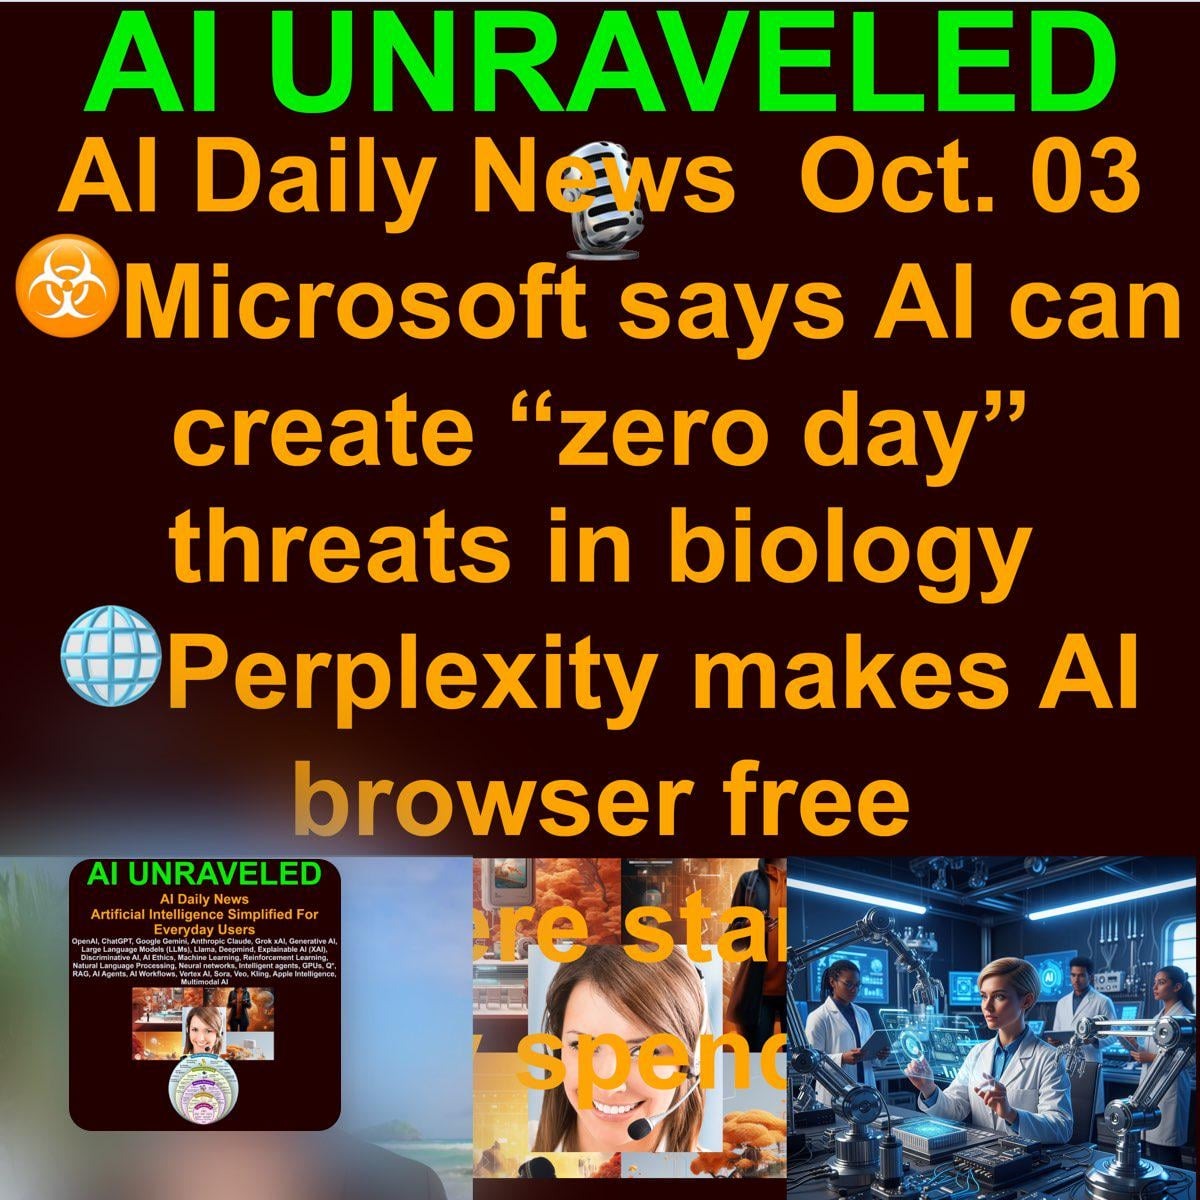 AI UNRAVELED
AI Daily News Oct. 03
Microsoft says AI can
create “zero day”
threats in biology
Perplexity makes AI
browser free
AI UNRAVELED
AI Daily News
Artificial Intelligence Simplified For
Everyday Users
OpenAI, ChatGPT, Google Gemini, Anthropic Claude, Grok xAI, Generative AI,
Large Language Models (LLMs), Llama, Deepmind, Explainable AI (XAI),
Discriminative AI, AI Ethics, Machine Learning, Reinforcement Learning,
Natural Language Processing, Neural networks, Intelligent agents, GPUs, Q*,
RAG, AI Agents, AI Workflows, Vertex AI, Sora, Veo, Kling, Apple Intelligence,
Multimodal AI
ere star
spend
AI